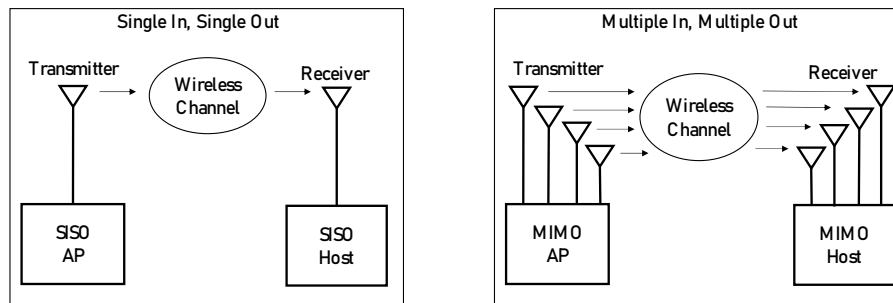 Single In, Single Out
Transmitter
Wireless
Channel
Receiver
SISO
AP
SISO
Host
Multiple In, Multiple Out
Transmitter
Wireless
Channel
Receiver
MIMO
AP
MIMO
Host